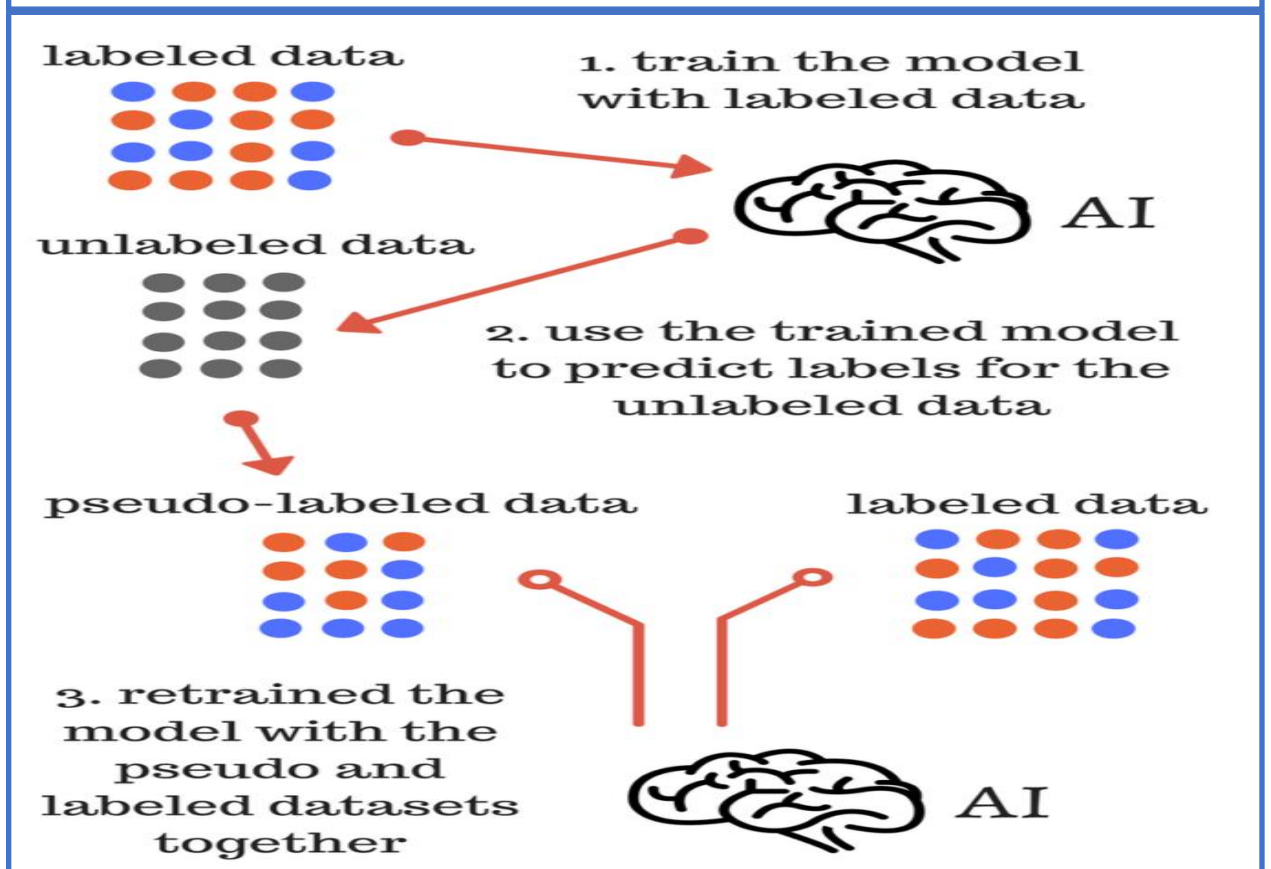 labeled data
1. train the model
with labeled data
AI
unlabeled data
2. use the trained model
to predict labels for the
unlabeled data
pseudo-labeled data
labeled data
3. retrained the
model with the
pseudo and
labeled datasets
together
AI